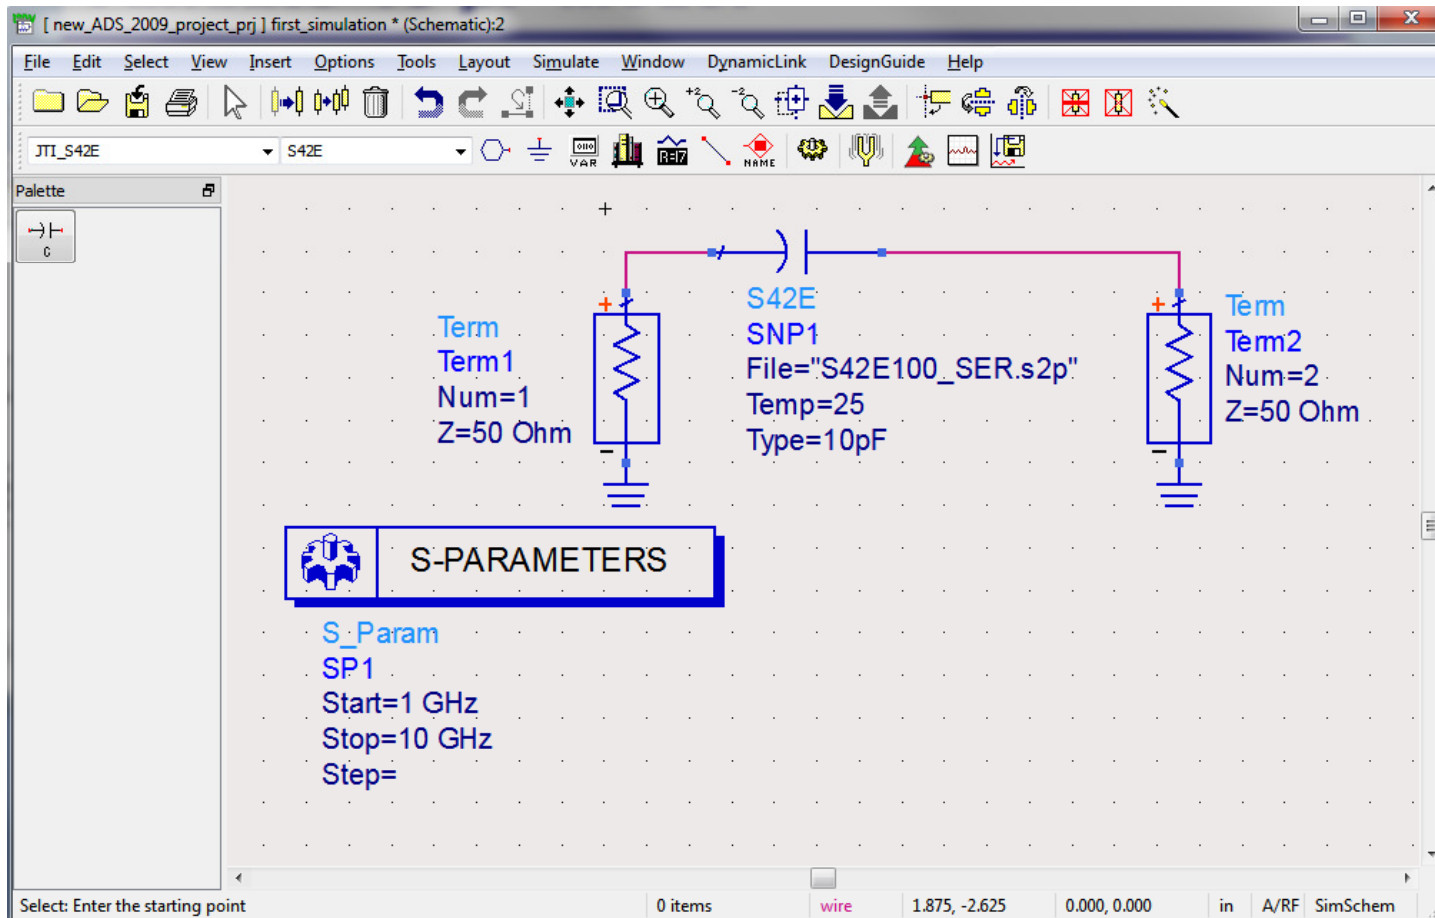 [ new_ADS_2009_project_prj ] first_simulation * (Schematic):2
File Edit Select View Insert Options Tools Layout Simulate Window DynamicLink DesignGuide Help
+2 -2
JTI_S42E S42E VAR R=17 NAME
Palette
C
Term
Term1
Num=1
Z=50 Ohm
S42E
SNP1
File="S42E100_SER.s2p"
Temp=25
Type=10pF
Term
Term2
Num=2
Z=50 Ohm
S-PARAMETERS
S_Param
SP1
Start=1 GHz
Stop=10 GHz
Step=
Select: Enter the starting point 0 items wire 1.875, -2.625 0.000, 0.000 in A/RF SimSchem